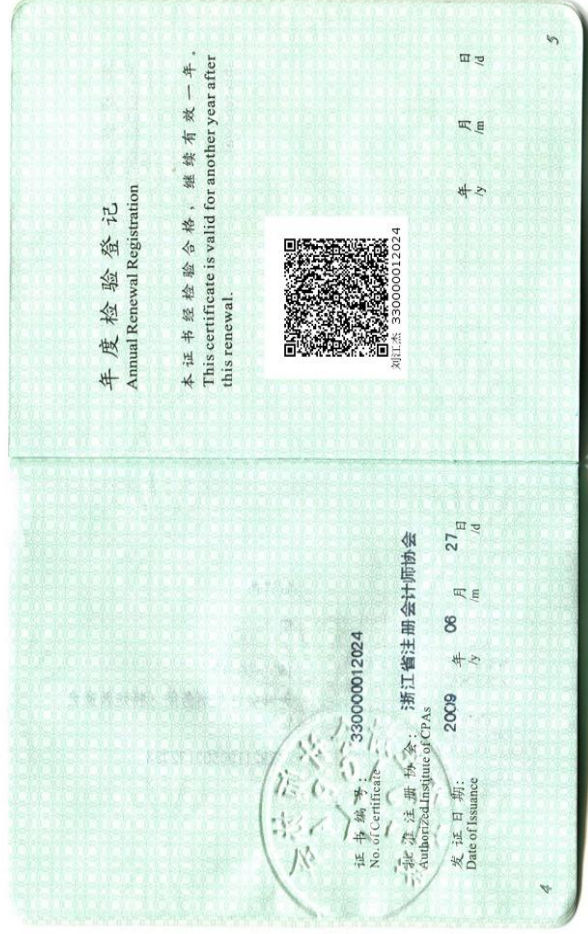 证书编号： 330000012024
No. of Certificate
批准注册协会： 浙江省注册会计师协会
Authorized Institute of CPAs
发证日期： 2009 年 06 月 27 日
Date of Issuance /y /m /d
4
年度检验登记
Annual Renewal Registration
本证书经检验合格，继续有效一年。
This certificate is valid for another year after
this renewal.
刘江杰 330000012024
年 月 日
/y /m /d
5